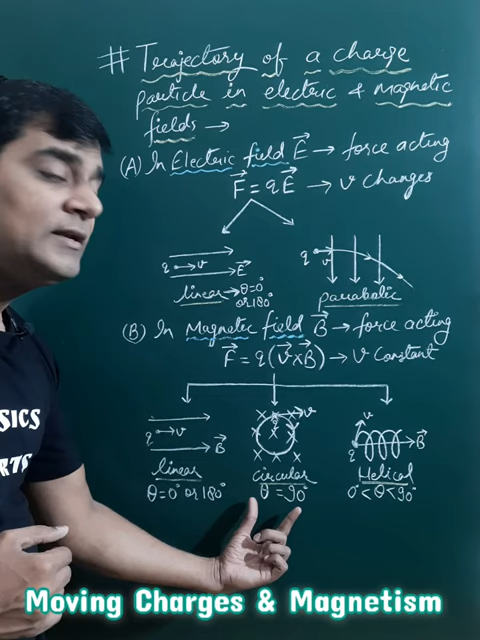 # Trajectory of a charge
particle in electric & Magnetic
fields →
(A) In Electric field E⃗ → force acting
F⃗ = qE⃗ → v Changes
q v E⃗
linear → θ=0° or 180°
q v
parabolic
(B) In Magnetic field B⃗ → force acting
F⃗ = q(v⃗ x B⃗) → v Constant
q v B⃗
linear
θ=0° or 180°
x x x v
q
x x
x x x
Circular
θ = 90°
v
q B⃗
Helical
0° < θ < 90°
SICS
RTS
Moving Charges & Magnetism